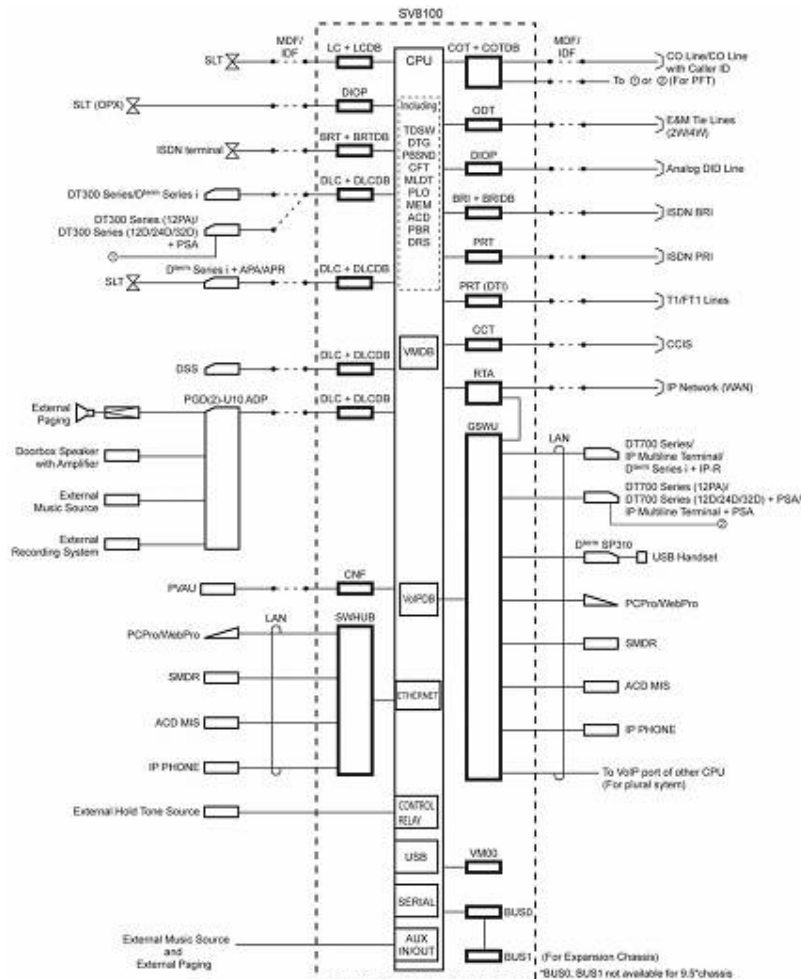 SV8100
MDF/
IDF
LC + LCDB
CPU
COT + COTDB
MDF/
IDF
SLT
CO Line/CO Line
with Caller ID
To ① or ② (For PFT)
DIOP
SLT (OPX)
Including
TDSW
DTG
PBSND
CFT
MLDT
PLO
MEM
ACD
PBR
DRS
ODT
E&M Tie Lines
(2W/4W)
BRT + BRTDB
ISDN terminal
DIOP
Analog DID Line
DLC + DLCDB
DT300 Series/Dterm Series i
BRI + BRIDB
ISDN BRI
DT300 Series (12PA)/
DT300 Series (12D/24D/32D)
+ PSA
①
PRT
ISDN PRI
Dterm Series i + APA/APR
SLT
DLC + DLCDB
PRT (DTI)
T1/FT1 Lines
CCT
CCIS
VMDB
DLC + DLCDB
DSS
RTA
IP Network (WAN)
External
Paging
PGD(2)-U10 ADP
DLC + DLCDB
GSWU
LAN
DT700 Series/
IP Multiline Terminal/
Dterm Series i + IP-R
Doorbox Speaker
with Amplifier
DT700 Series (12PA)/
DT700 Series (12D/24D/32D) + PSA/
IP Multiline Terminal + PSA
②
External
Music Source
External
Recording System
Dterm SP310
USB Handset
PVAU
CNF
VoIPDB
PCPro/WebPro
LAN
SWHUB
PCPro/WebPro
SMDR
SMDR
ETHERNET
ACD MIS
ACD MIS
IP PHONE
IP PHONE
To VoIP port of other CPU
(For plural sytem)
External Hold Tone Source
CONTROL
RELAY
USB
VM00
SERIAL
BUS0
External Music Source
and
External Paging
AUX
IN/OUT
BUS1
(For Expansion Chassis)
*BUS0, BUS1 not available for 9.5"chassis